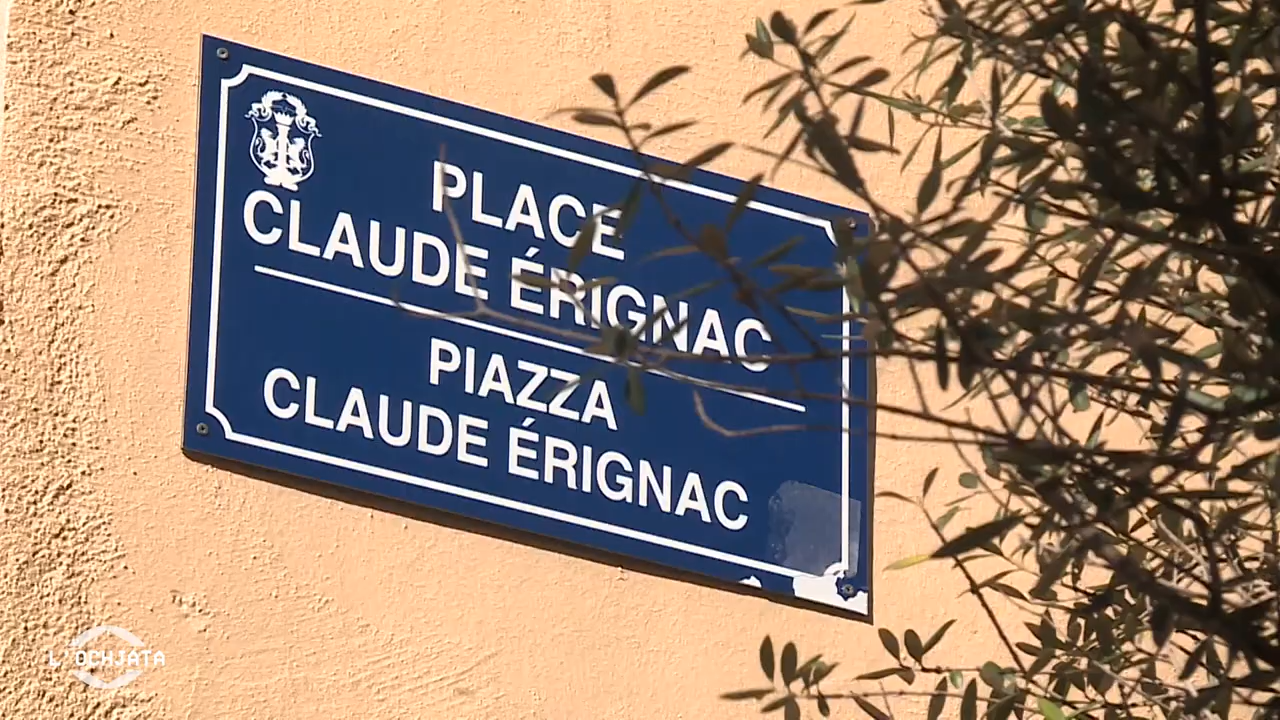 PLACE
CLAUDE ÉRIGNAC
PIAZZA
CLAUDE ÉRIGNAC
L'OCHJATA